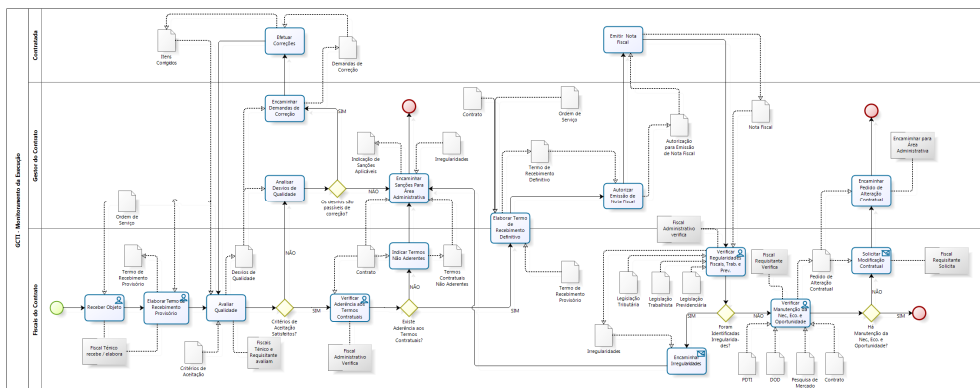 GCTI - Monitoramento da Execução
Contratada
Gestor do Contrato
Fiscais do Contrato
Itens
Corrigidos
Efetuar
Correções
Demandas de
Correção
Emitir Nota
Fiscal
Encaminhar
Demandas de
Correção
SIM
Contrato
Ordem de
Serviço
Autorização
para Emissão
de Nota Fiscal
Nota Fiscal
Encaminhar para
Área
Administrativa
Indicação de
Sanções
Aplicáveis
Irregularidades
Termo de
Recebimento
Definitivo
Analisar
Desvios de
Qualidade
Os desvios são
passíveis de
correção?
NÃO
Encaminhar
Sanções Para
Área
Administrativa
Autorizar
Emissão de
Nota Fiscal
Encaminhar
Pedido de
Alteração
Contratual
Ordem de
Serviço
Elaborar Termo
de
Recebimento
Definitivo
Fiscal
Administrativo
verifica
Termo de
Recebimento
Provisório
Desvios de
Qualidade
NÃO
Contrato
Indicar Termos
Não Aderentes
Termos
Contratuais
Não Aderentes
NÃO
Termo de
Recebimento
Provisório
Verificar
Regularidades
Fiscais, Trab. e
Prev.
Fiscal
Requisitante
Verifica
Pedido de
Alteração
Contratual
Solicitar
Modificação
Contratual
Fiscal
Requisitante
Solicita
Legislação
Tributária
Legislação
Trabalhista
Legislação
Previdenciária
Receber Objeto
Elaborar Termo de
Recebimento
Provisório
Avaliar
Qualidade
Critérios de
Aceitação
Satisfeitos?
SIM
Verificar
Aderência aos
Termos
Contratuais
Existe
Aderência aos
Termos
Contratuais?
SIM
SIM
Foram
Identificadas
Irregularida-
des?
NÃO
Verificar
Manutenção da
Nec, Eco. e
Oportunidade
NÃO
SIM
Há
Manutenção da
Nec, Eco. e
Oportunidade?
Fiscal Ténico
recebe / elabora
Critérios de
Aceitação
Fiscais
Ténico e
Requisitante
avaliam
Fiscal
Administrativo
Verifica
Irregularidades
Encaminhar
Irregularidades
PDTI
DOD
Pesquisa de
Mercado
Contrato